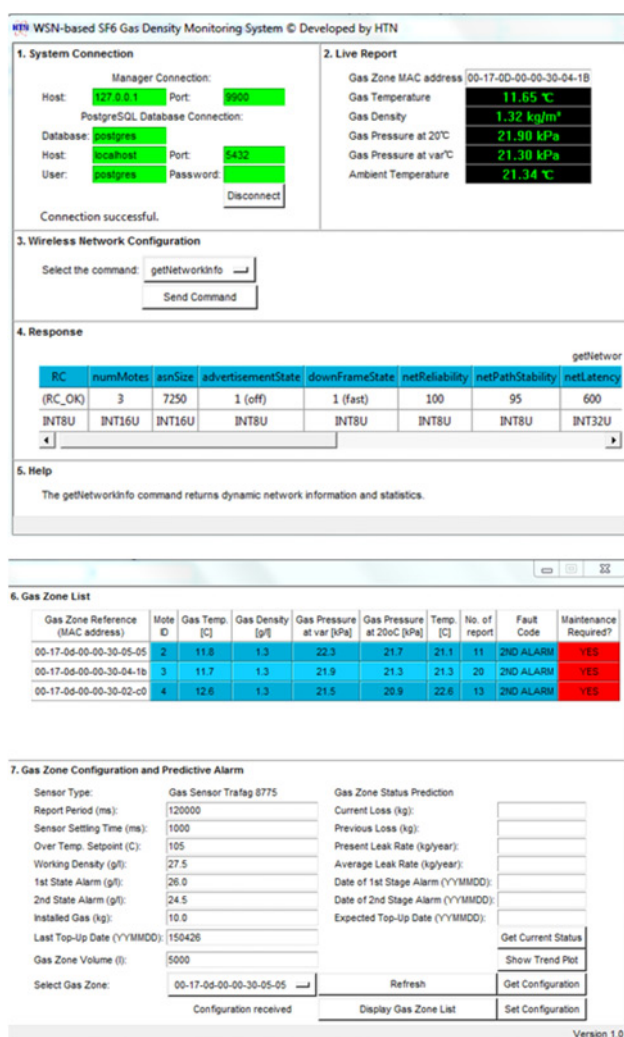 HTN WSN-based SF6 Gas Density Monitoring System © Developed by HTN
1. System Connection
Manager Connection:
Host: 127.0.0.1 Port: 9900
PostgreSQL Database Connection:
Database: postgres
Host: localhost Port: 5432
User: postgres Password:
Disconnect
Connection successful.
2. Live Report
Gas Zone MAC address 00-17-0D-00-00-30-04-1B
Gas Temperature 11.65 ℃
Gas Density 1.32 kg/m³
Gas Pressure at 20℃ 21.90 kPa
Gas Pressure at var℃ 21.30 kPa
Ambient Temperature 21.34 ℃
3. Wireless Network Configuration
Select the command: getNetworkInfo
Send Command
4. Response
getNetwor
RC numMotes asnSize advertisementState downFrameState netReliability netPathStability netLatency
(RC_OK) 3 7250 1 (off) 1 (fast) 100 95 600
INT8U INT16U INT16U INT8U INT8U INT8U INT8U INT32U
5. Help
The getNetworkInfo command returns dynamic network information and statistics.
6. Gas Zone List
Gas Zone Reference Mote Gas Temp. Gas Density Gas Pressure Gas Pressure Temp. No. of Fault Maintenance
(MAC address) ID [C] [g/l] at var [kPa] at 20oC [kPa] [C] report Code Required?
00-17-0d-00-00-30-05-05 2 11.8 1.3 22.3 21.7 21.1 11 2ND ALARM YES
00-17-0d-00-00-30-04-1b 3 11.7 1.3 21.9 21.3 21.3 20 2ND ALARM YES
00-17-0d-00-00-30-02-c0 4 12.6 1.3 21.5 20.9 22.6 13 2ND ALARM YES
7. Gas Zone Configuration and Predictive Alarm
Sensor Type: Gas Sensor Trafag 8775 Gas Zone Status Prediction
Report Period (ms): 120000 Current Loss (kg):
Sensor Settling Time (ms): 1000 Previous Loss (kg):
Over Temp. Setpoint (C): 105 Present Leak Rate (kg/year):
Working Density (g/l): 27.5 Average Leak Rate (kg/year):
1st State Alarm (g/l): 26.0 Date of 1st Stage Alarm (YYMMDD):
2nd State Alarm (g/l): 24.5 Date of 2nd Stage Alarm (YYMMDD):
Installed Gas (kg): 10.0 Expected Top-Up Date (YYMMDD):
Last Top-Up Date (YYMMDD): 150426 Get Current Status
Gas Zone Volume (l): 5000 Show Trend Plot
Select Gas Zone: 00-17-0d-00-00-30-05-05 Refresh Get Configuration
Configuration received Display Gas Zone List Set Configuration
Version 1.0